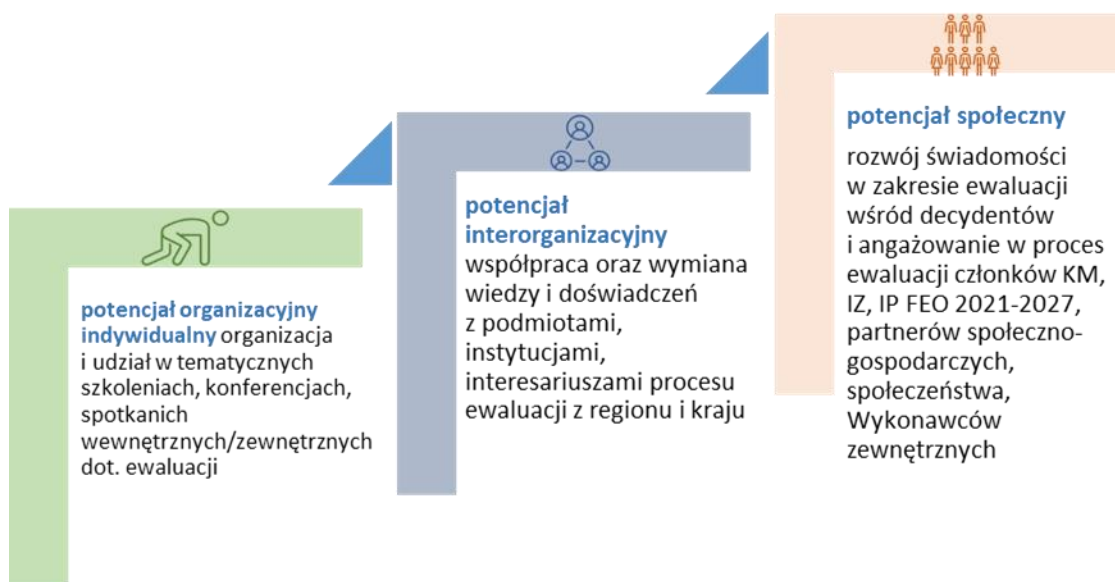 potencjał organizacyjny
indywidualny organizacja
i udział w tematycznych
szkoleniach, konferencjach,
spotkanich
wewnętrznych/zewnętrznych
dot. ewaluacji
potencjał
interorganizacyjny
współpraca oraz wymiana
wiedzy i doświadczeń
z podmiotami,
instytucjami,
interesariuszami procesu
ewaluacji z regionu i kraju
potencjał społeczny
rozwój świadomości
w zakresie ewaluacji
wśród decydentów
i angażowanie w proces
ewaluacji członków KM,
IZ, IP FEO 2021-2027,
partnerów społeczno-
gospodarczych,
społeczeństwa,
Wykonawców
zewnętrznych